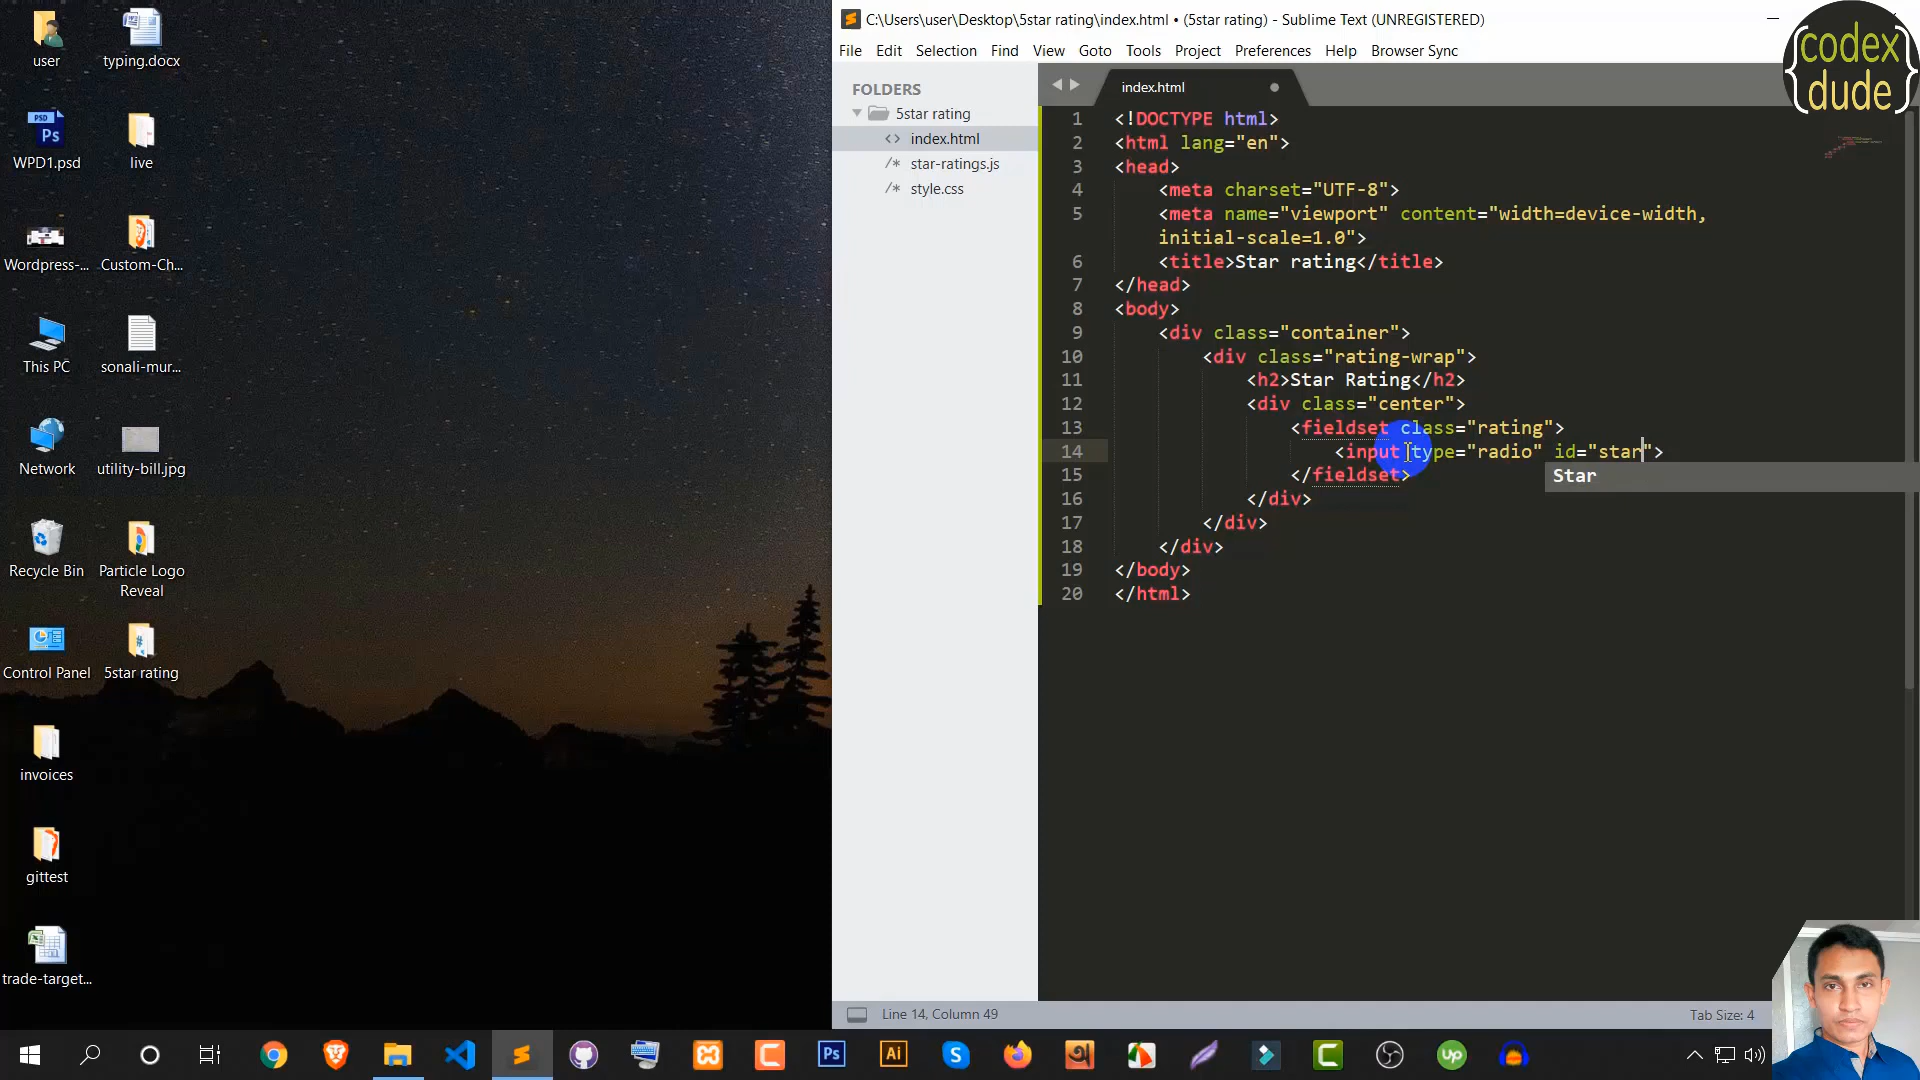 user
typing.docx
WPD1.psd
live
Wordpress-...
Custom-Ch...
This PC
sonali-mur...
Network
utility-bill.jpg
Recycle Bin
Particle Logo
Reveal
Control Panel
5star rating
invoices
gittest
trade-target...
C:\Users\user\Desktop\5star rating\index.html • (5star rating) - Sublime Text (UNREGISTERED)
File Edit Selection Find View Goto Tools Project Preferences Help Browser Sync
{codex
dude}
FOLDERS
5star rating
<> index.html
/* star-ratings.js
/* style.css
index.html
1 <!DOCTYPE html>
2 <html lang="en">
3 <head>
4 <meta charset="UTF-8">
5 <meta name="viewport" content="width=device-width,
initial-scale=1.0">
6 <title>Star rating</title>
7 </head>
8 <body>
9 <div class="container">
10 <div class="rating-wrap">
11 <h2>Star Rating</h2>
12 <div class="center">
13 <fieldset class="rating">
14 <input type="radio" id="star">
Star
15 </fieldset>
16 </div>
17 </div>
18 </div>
19 </body>
20 </html>
Line 14, Column 49
Tab Size: 4
Ps
Ai
S
অ
C
C
up